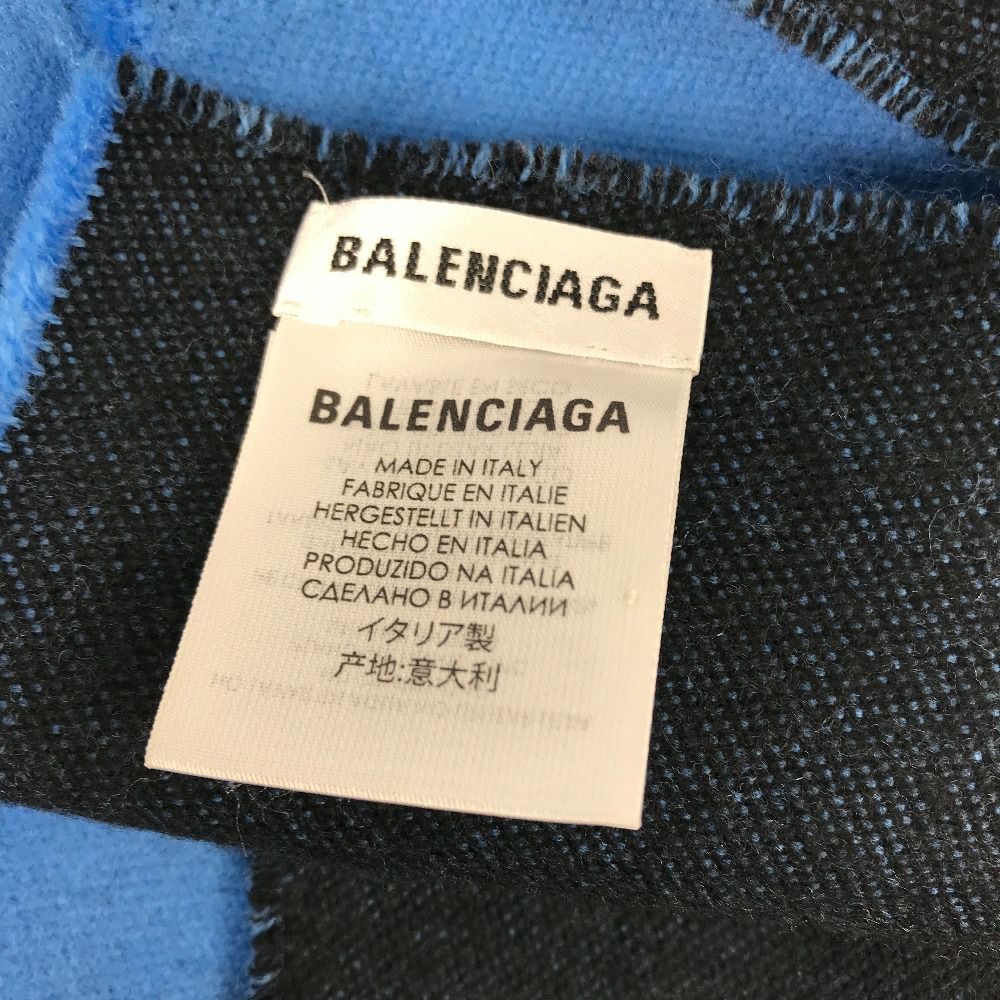 BALENCIAGA
BALENCIAGA
MADE IN ITALY
FABRIQUE EN ITALIE
HERGESTELLT IN ITALIEN
HECHO EN ITALIA
PRODUZIDO NA ITALIA
СДЕЛАНО В ИТАЛИИ
イタリア製
产地:意大利